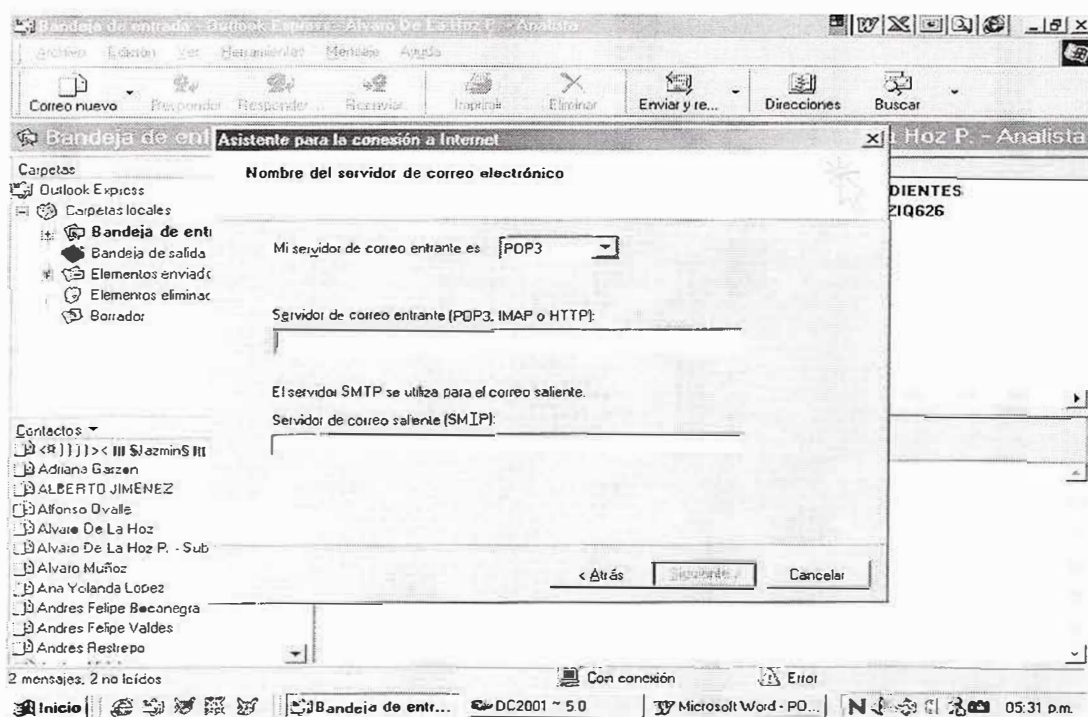 Bandeja de entrada - Outlook Express - Alvaro De La Hoz P. - Analista
Archivo Edición Ver Herramientas Mensaje Ayuda
Correo nuevo Responder Responder ... Reenviar Imprimir Eliminar Enviar y re... Direcciones Buscar
Bandeja de ent
Hoz P. - Analista
Asistente para la conexión a Internet
Nombre del servidor de correo electrónico
Mi servidor de correo entrante es POP3
Servidor de correo entrante (POP3, IMAP o HTTP):
El servidor SMTP se utiliza para el correo saliente.
Servidor de correo saliente (SMTP):
< Atrás Siguiente > Cancelar
DIENTES
ZIQ626
Carpetas
Outlook Express
Carpetas locales
Bandeja de entr
Bandeja de salida
Elementos enviado
Elementos eliminac
Borrador
Contactos
Adriana Garzon
ALBERTO JIMENEZ
Alfonso Ovalle
Alvaro De La Hoz
Alvaro De La Hoz P. - Sub
Alvaro Muñoz
Ana Yolanda Lopez
Andres Felipe Bocanegra
Andres Felipe Valdes
Andres Restrepo
2 mensajes, 2 no leídos Con conexión Error
Inicio Bandeja de entr... DC2001 ~ 5.0 Microsoft Word - PO... 05:31 p.m.